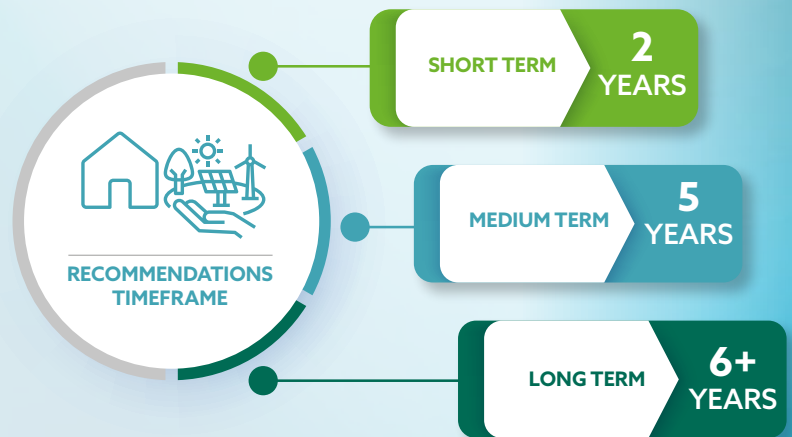 RECOMMENDATIONS
TIMEFRAME
SHORT TERM
2
YEARS
MEDIUM TERM
5
YEARS
LONG TERM
6+
YEARS